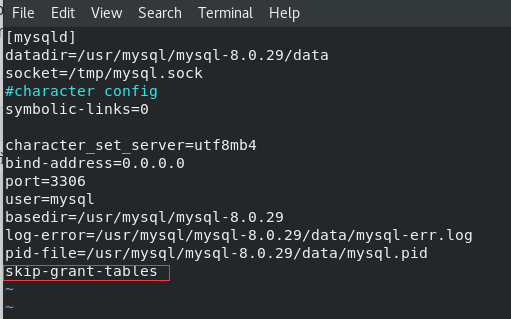 File Edit View Search Terminal Help
[mysqld]
datadir=/usr/mysql/mysql-8.0.29/data
socket=/tmp/mysql.sock
#character config
symbolic-links=0
character_set_server=utf8mb4
bind-address=0.0.0.0
port=3306
user=mysql
basedir=/usr/mysql/mysql-8.0.29
log-error=/usr/mysql/mysql-8.0.29/data/mysql-err.log
pid-file=/usr/mysql/mysql-8.0.29/data/mysql.pid
skip-grant-tables
~
~